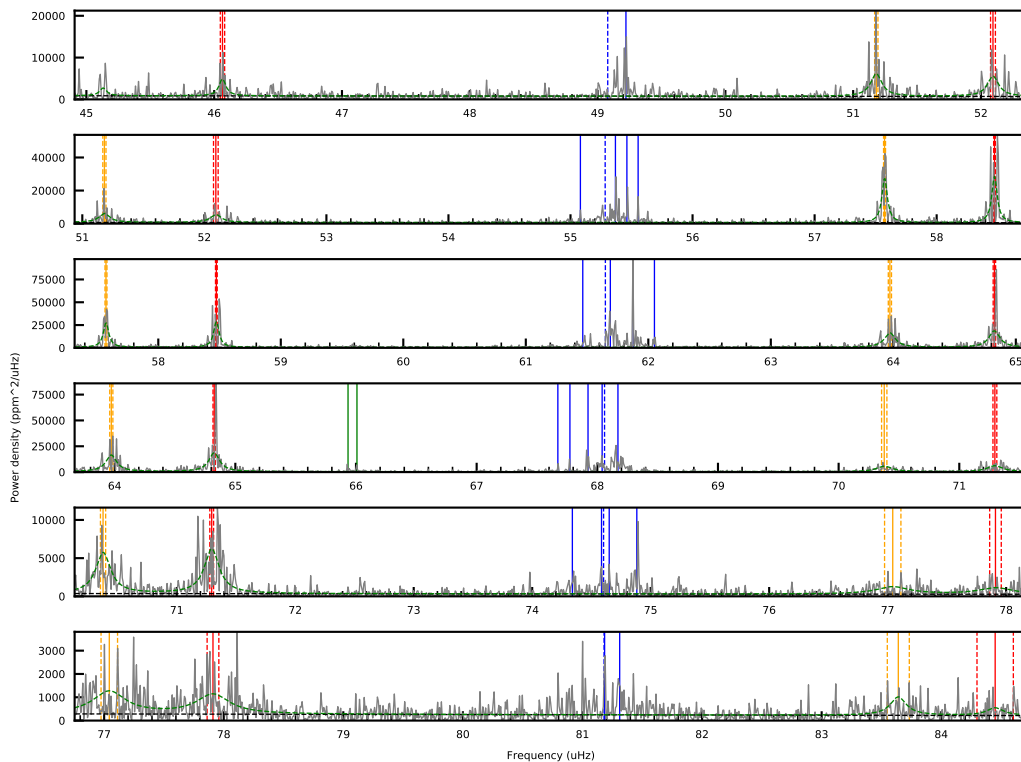 20000
10000
0
45 46 47 48 49 50 51 52
40000
20000
0
51 52 53 54 55 56 57 58
75000
50000
25000
0
58 59 60 61 62 63 64 65
Power density (ppm^2/uHz)
75000
50000
25000
0
64 65 66 67 68 69 70 71
10000
5000
0
71 72 73 74 75 76 77 78
3000
2000
1000
0
77 78 79 80 81 82 83 84
Frequency (uHz)